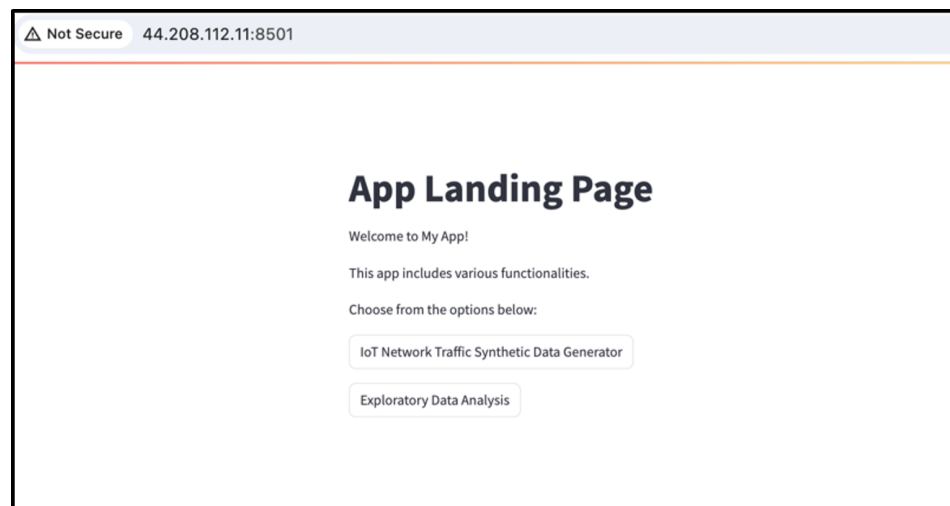 Not Secure 44.208.112.11:8501
App Landing Page
Welcome to My App!
This app includes various functionalities.
Choose from the options below:
IoT Network Traffic Synthetic Data Generator
Exploratory Data Analysis